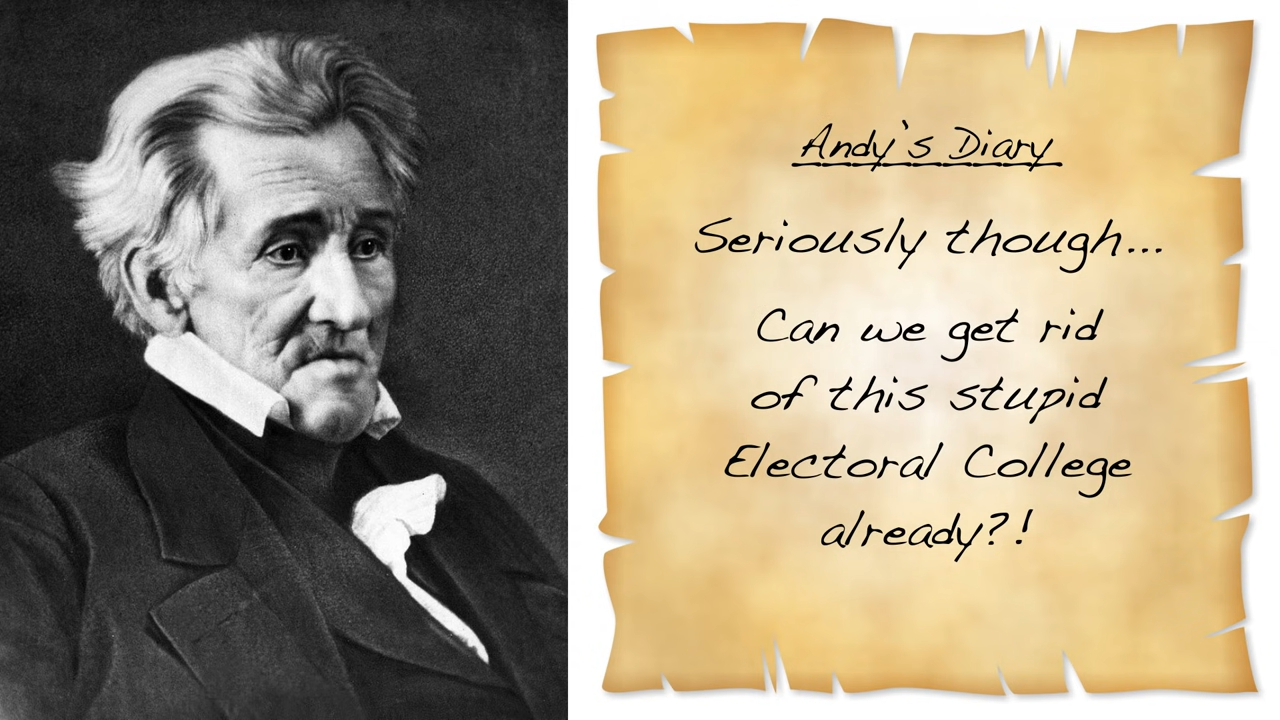 Andy's Diary
Seriously though...
Can we get rid
of this stupid
Electoral College
already?!